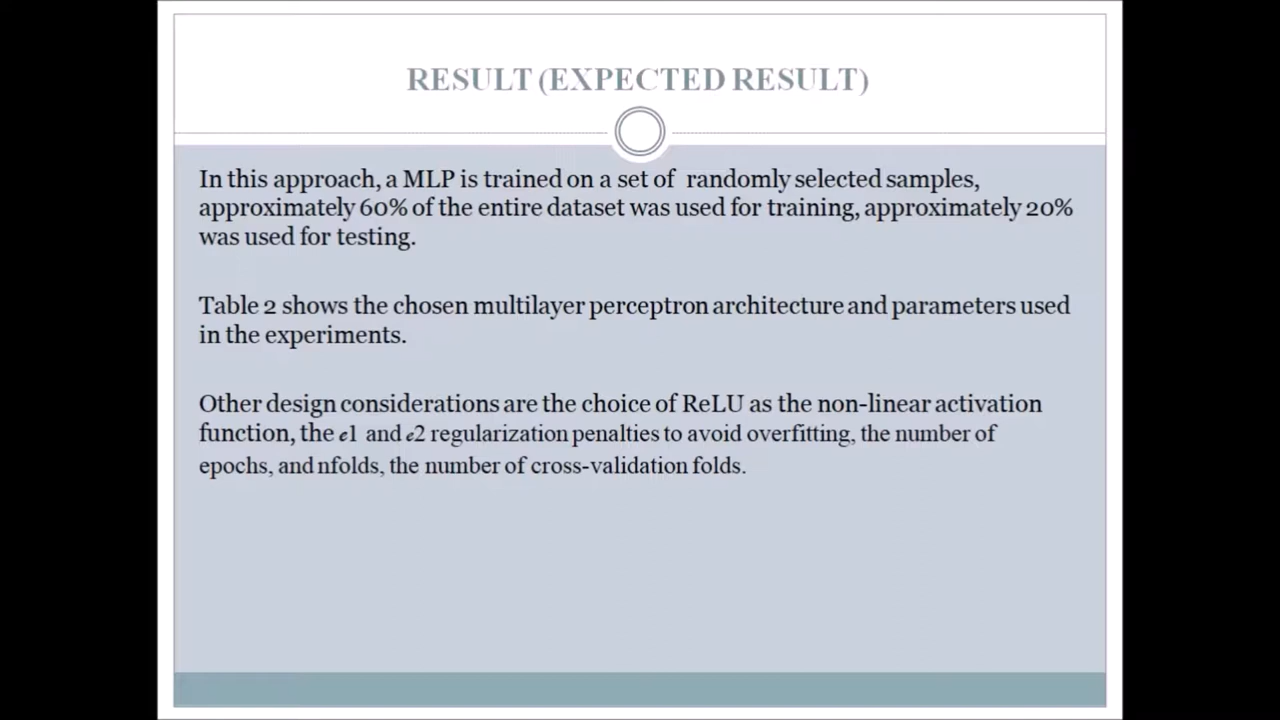 RESULT (EXPECTED RESULT)
In this approach, a MLP is trained on a set of randomly selected samples,
approximately 60% of the entire dataset was used for training, approximately 20%
was used for testing.
Table 2 shows the chosen multilayer perceptron architecture and parameters used
in the experiments.
Other design considerations are the choice of ReLU as the non-linear activation
function, the ℯ1 and ℯ2 regularization penalties to avoid overfitting, the number of
epochs, and nfolds, the number of cross-validation folds.